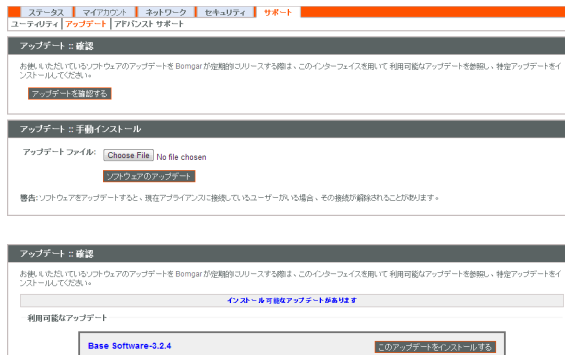 ステータス マイアカウント ネットワーク セキュリティ サポート
ユーティリティ アップデート アドバンスト サポート
アップデート :: 確認
お使いいただいているソフトウェアのアップデートを Bomgar が定期的にリリースする際は、このインターフェイスを用いて 利用可能なアップデートを参照し、特定アップデートをイ
ンストールしてください。
アップデートを確認する
アップデート :: 手動インストール
アップデート ファイル: Choose File No file chosen
ソフトウェアのアップデート
警告:ソフトウェアをアップデートすると、現在アプライアンスに接続しているユーザーがいる場合、その接続が解除されることがあります。
アップデート :: 確認
お使いいただいているソフトウェアのアップデートを Bomgar が定期的にリリースする際は、このインターフェイスを用いて 利用可能なアップデートを参照し、特定アップデートをイ
ンストールしてください。
インストール可能なアップデートがあります
利用可能なアップデート
Base Software-3.2.4 このアップデートをインストールする